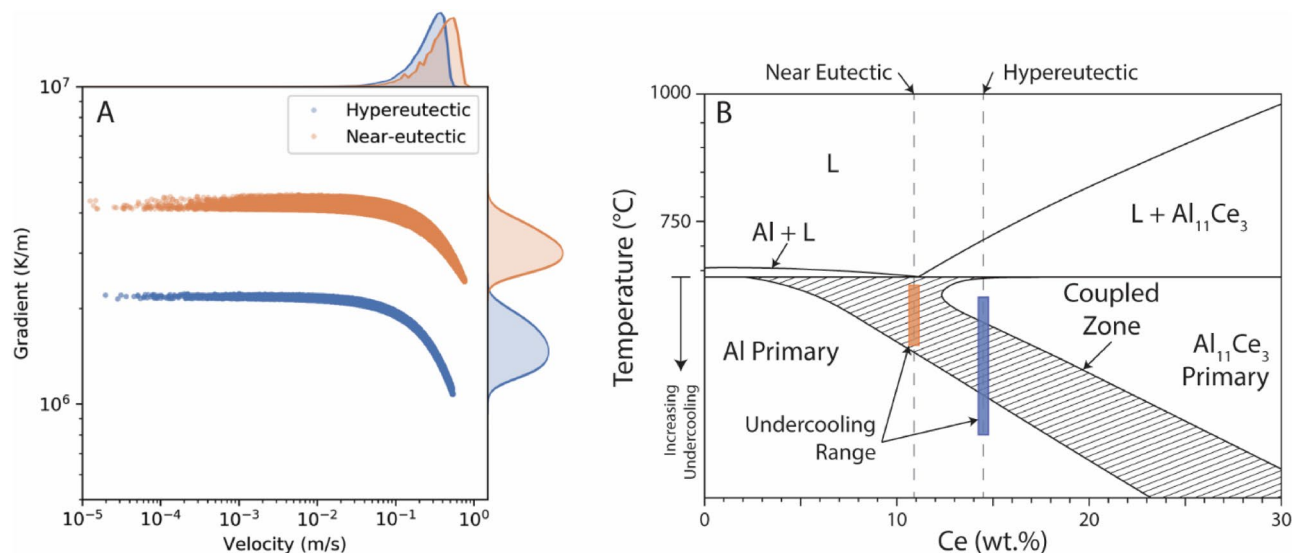 A
Hypereutectic
Near-eutectic
10⁷
10⁶
Gradient (K/m)
10⁻⁵
10⁻⁴
10⁻³
10⁻²
10⁻¹
10⁰
Velocity (m/s)
Near Eutectic
Hypereutectic
B
1000
750
Temperature (°C)
Increasing
Undercooling
L
Al + L
L + Al₁₁Ce₃
Coupled
Zone
Al Primary
Al₁₁Ce₃
Primary
Undercooling
Range
0
10
20
30
Ce (wt.%)